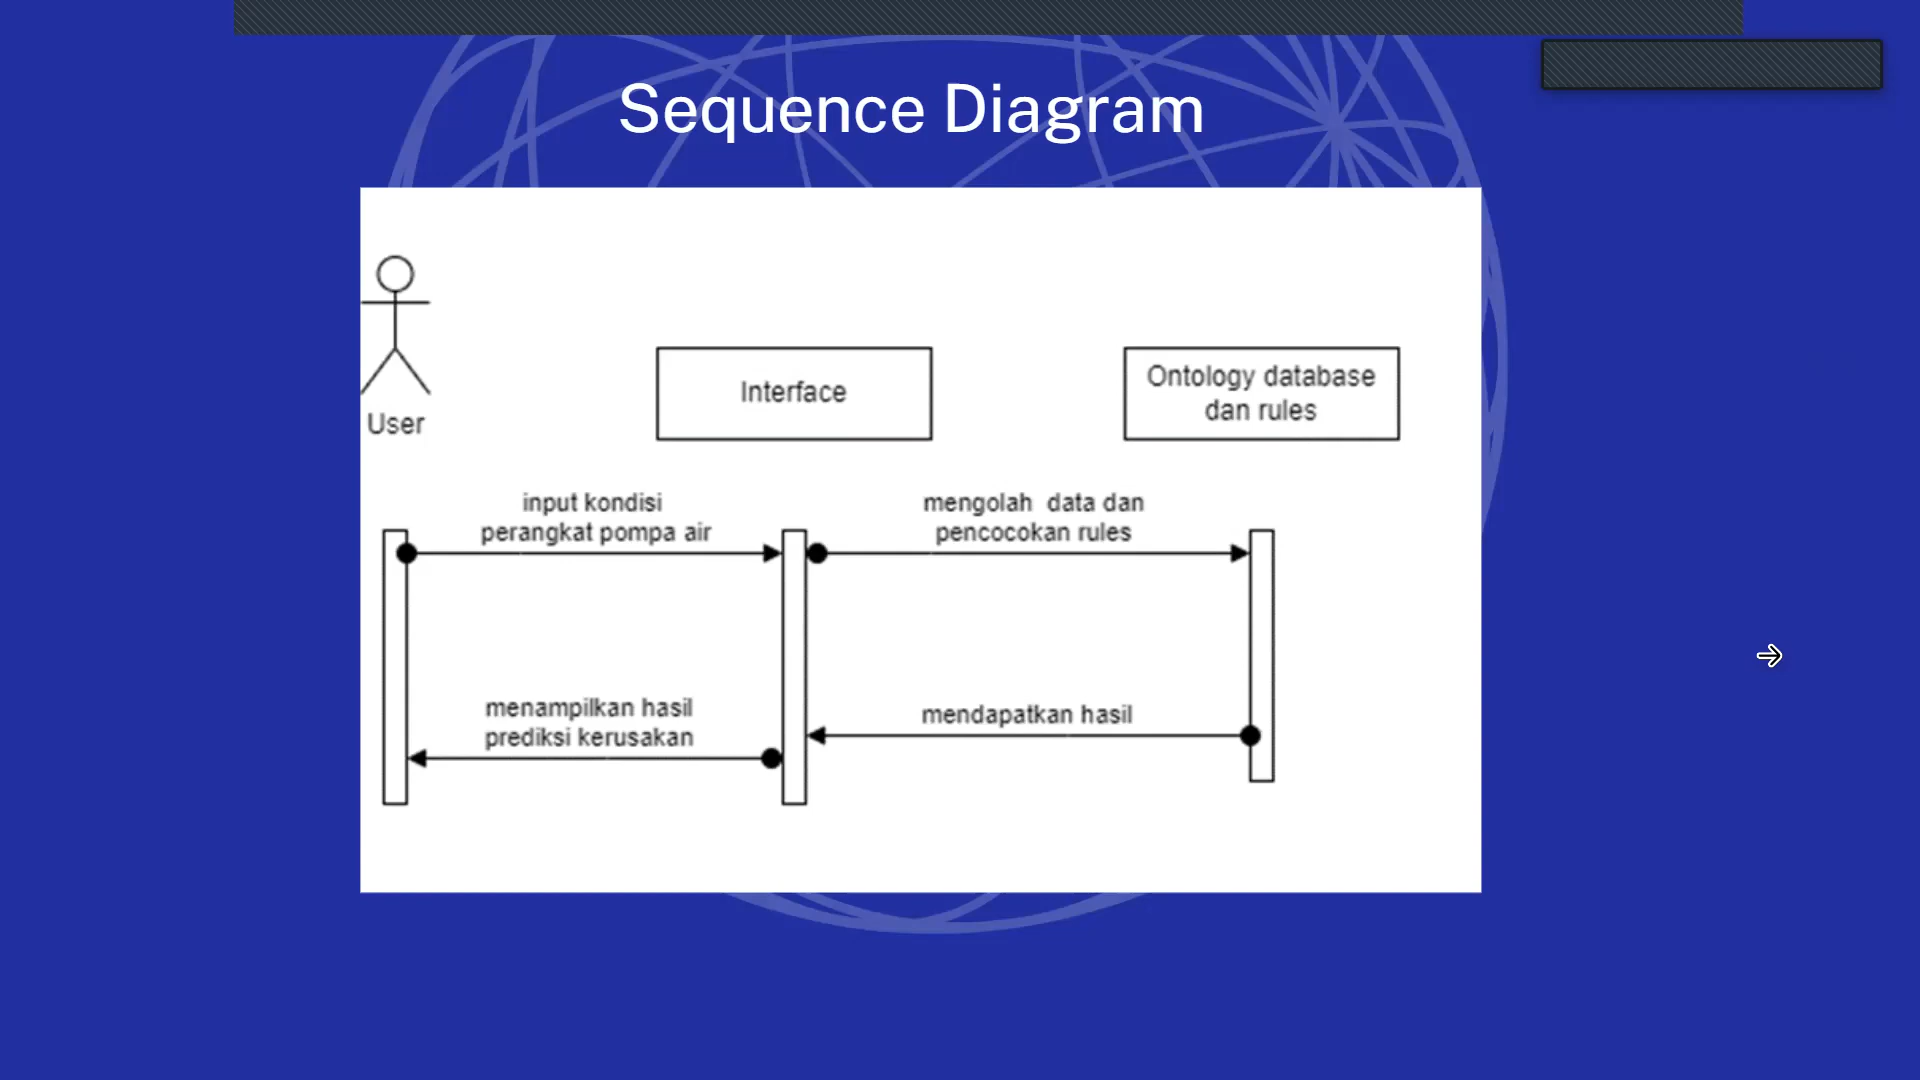 Sequence Diagram
User
Interface
Ontology database
dan rules
input kondisi
perangkat pompa air
mengolah data dan
pencocokan rules
menampilkan hasil
prediksi kerusakan
mendapatkan hasil